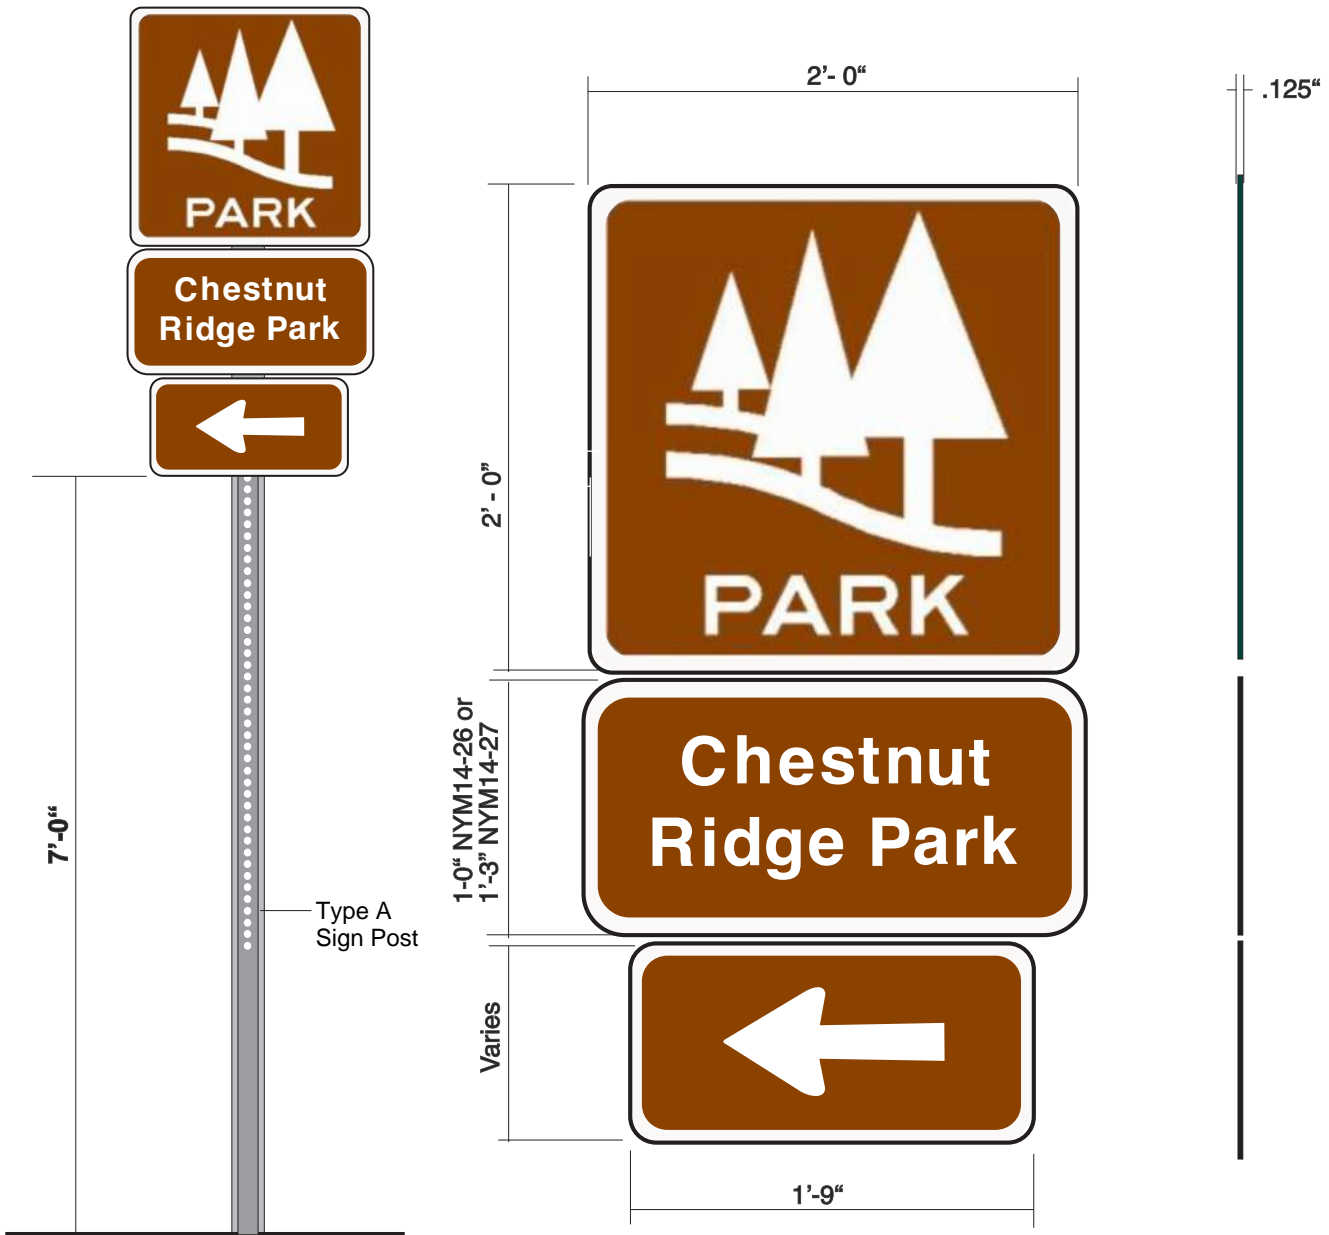 PARK
Chestnut
Ridge Park
7'-0“
Type A
Sign Post
2'- 0“
.125“
2' - 0”
PARK
1-0“ NYM14-26 or
1'-3” NYM14-27
Chestnut
Ridge Park
Varies
1'-9“